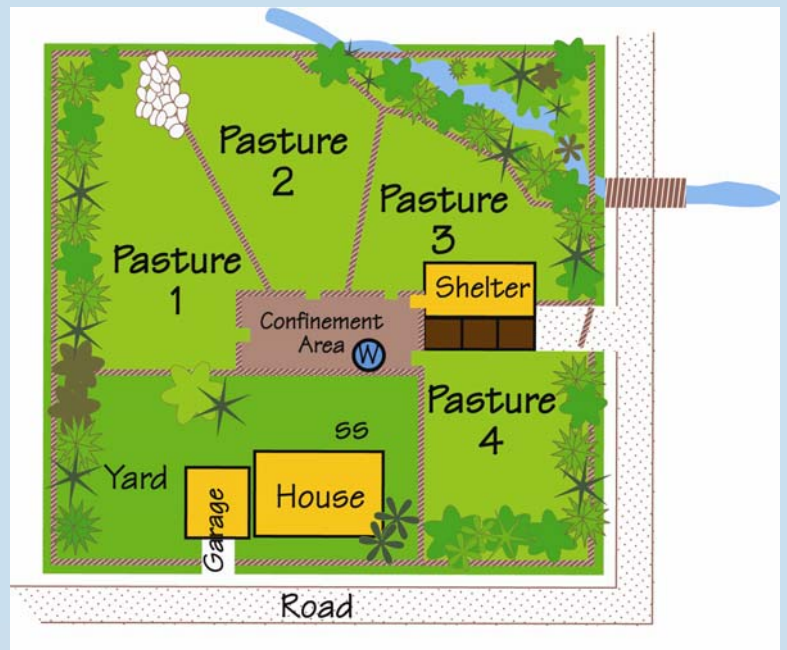 Pasture
2
Pasture
3
Pasture
1
Shelter
Confinement
Area
W
Pasture
4
ss
Yard
Garage
House
Road